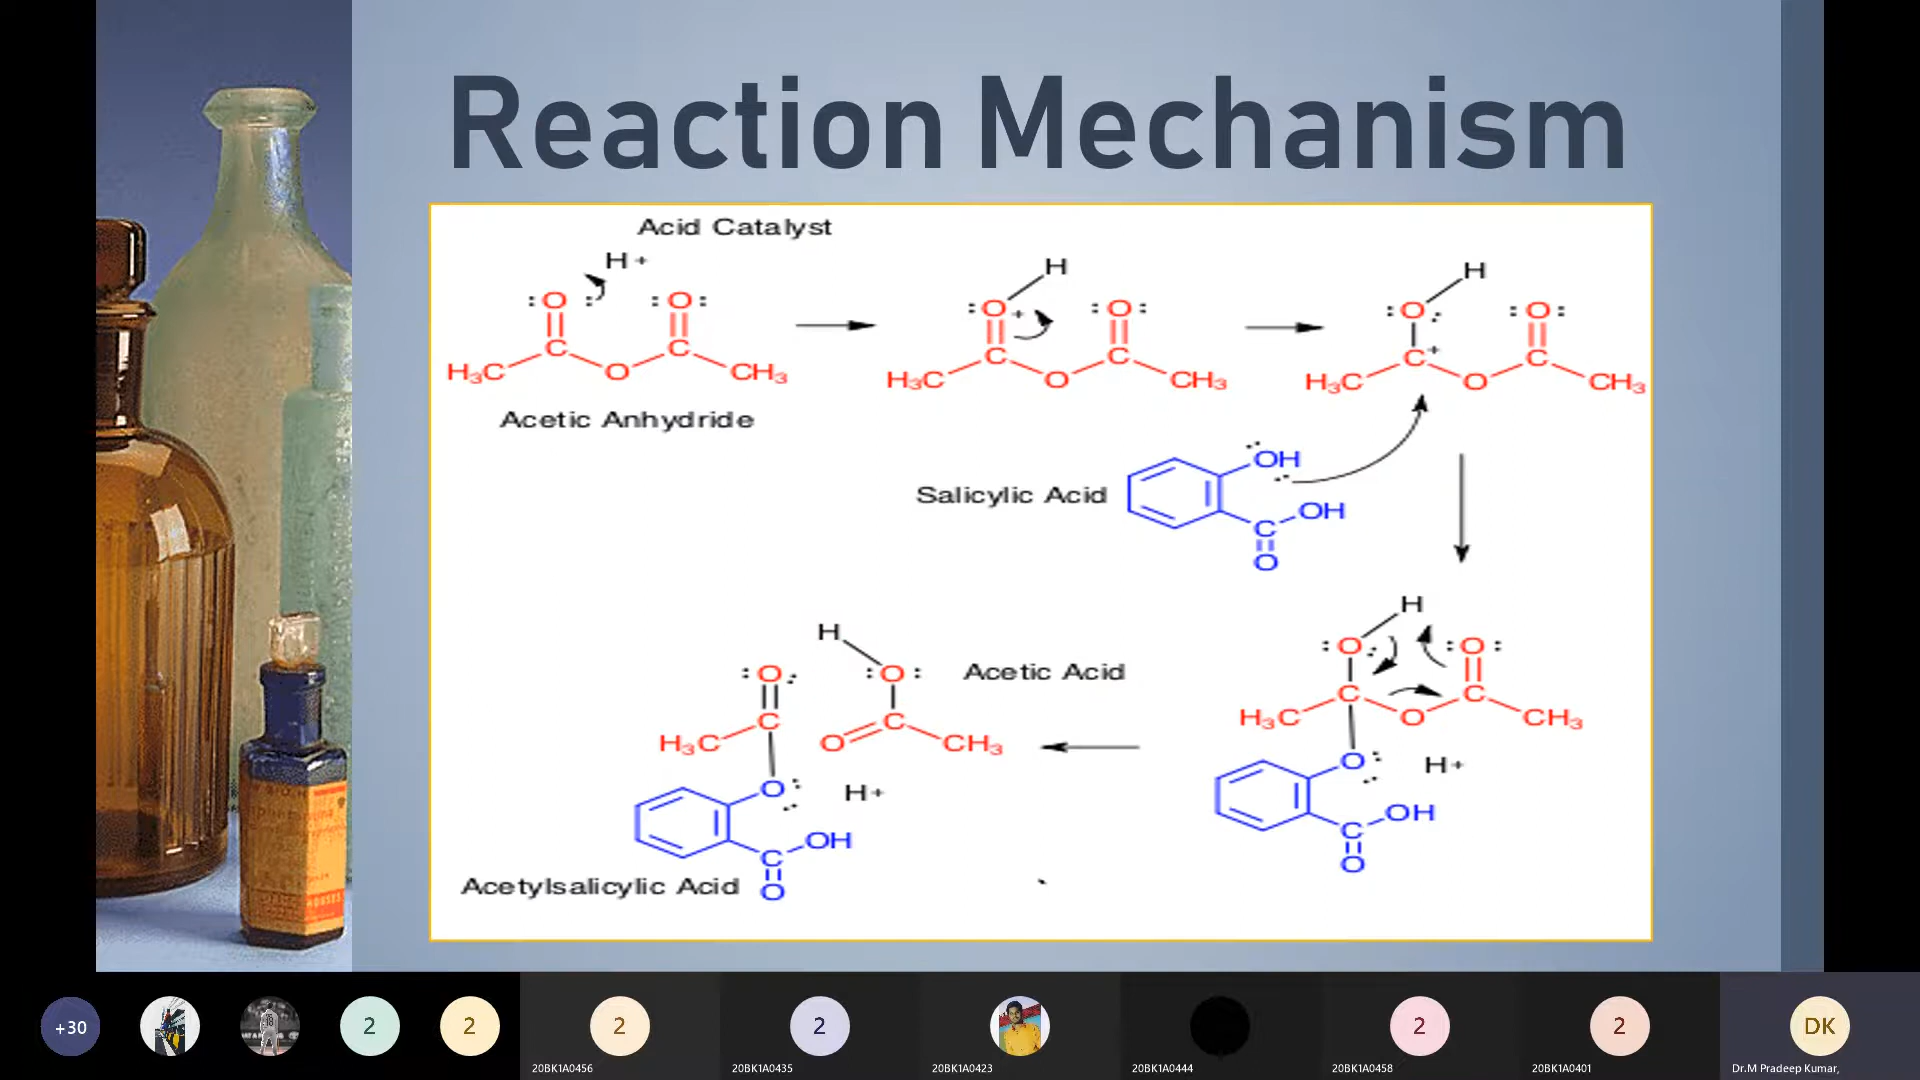 Reaction Mechanism
Acid Catalyst
H +
:O: :O:
H₃C C O C CH₃
Acetic Anhydride
H
:O + :O:
H₃C C O C CH₃
H
:O: :O:
H₃C C + O C CH₃
Salicylic Acid
OH
C OH
O
H
:O: :O:
H₃C C O C CH₃
O: H+
C OH
O
H
:O: :O:
Acetic Acid
H₃C C O C CH₃
O: H+
C OH
O
Acetylsalicylic Acid
+30
2
2
2
20BK1A0456
2
20BK1A0435
20BK1A0423
20BK1A0444
2
20BK1A0458
2
20BK1A0401
DK
Dr.M Pradeep Kumar,